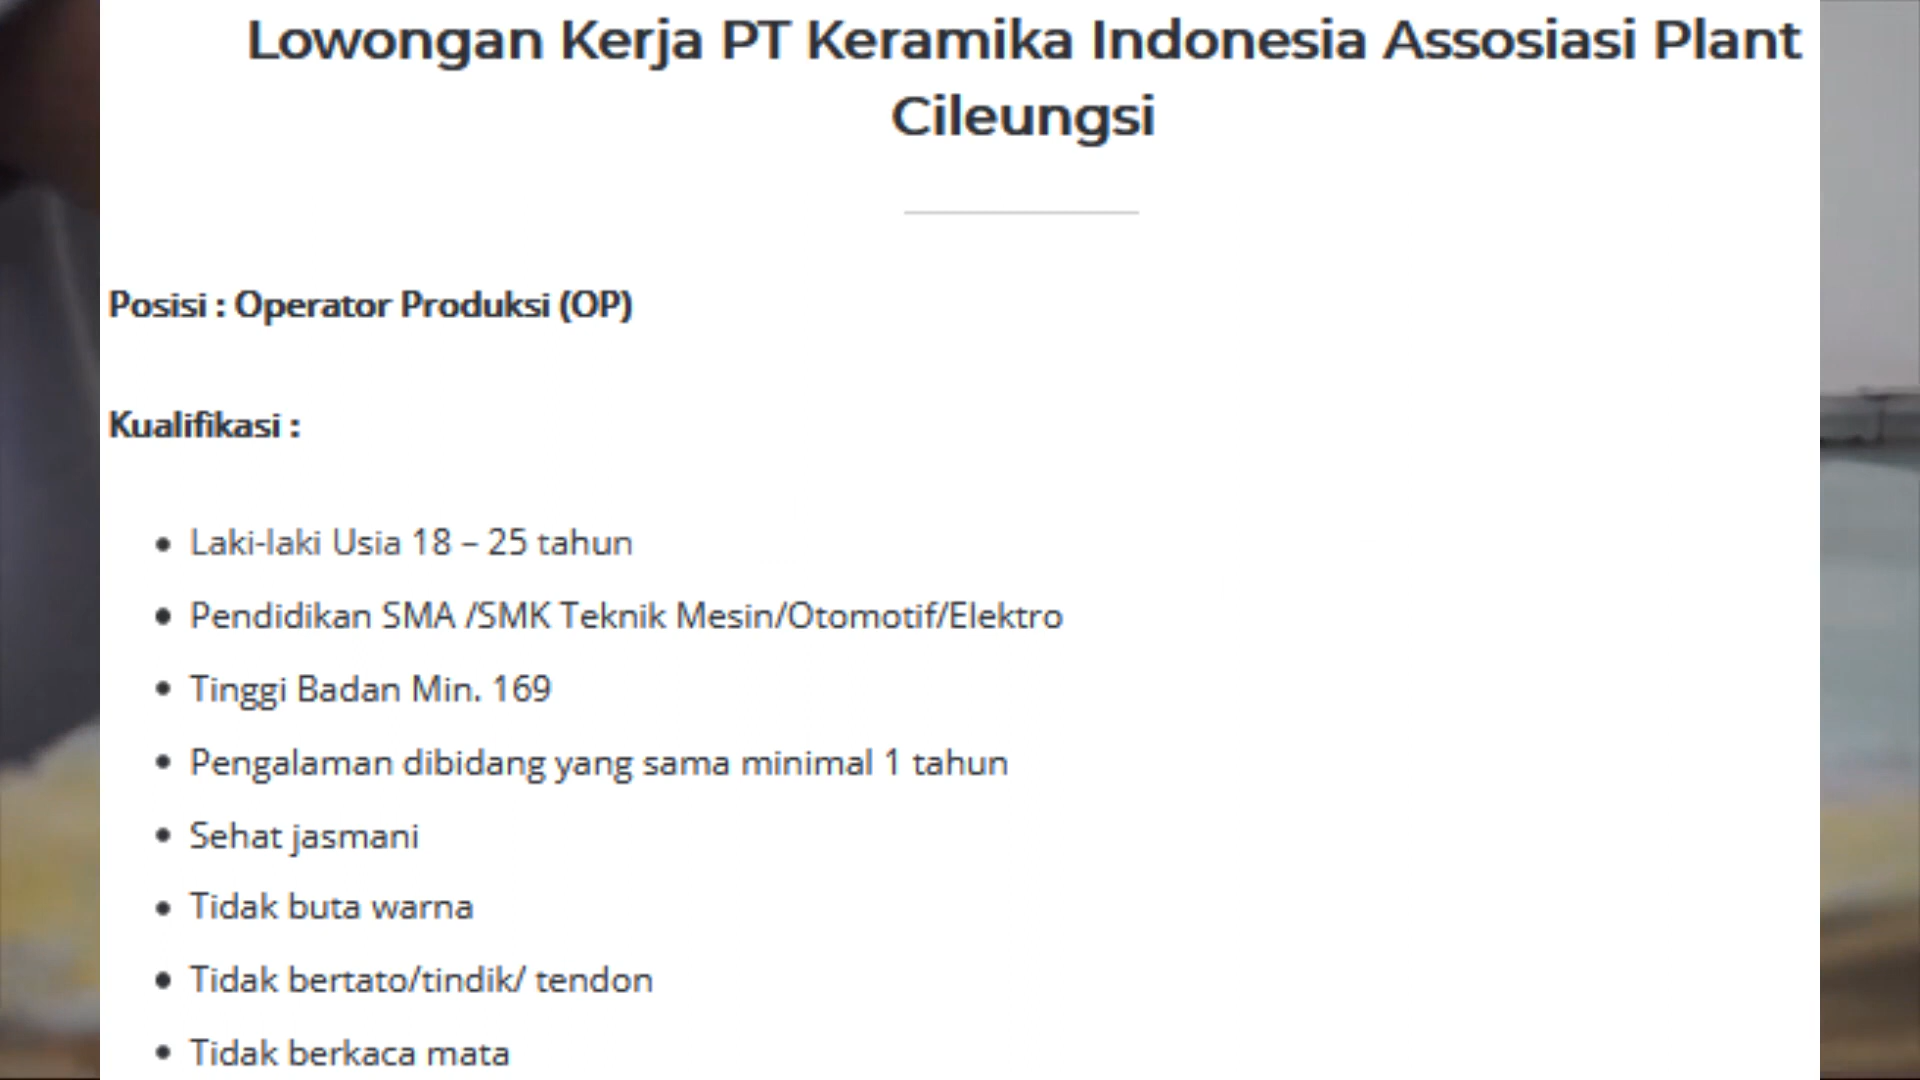 Lowongan Kerja PT Keramika Indonesia Assosiasi Plant
Cileungsi
Posisi : Operator Produksi (OP)
Kualifikasi :
• Laki-laki Usia 18 – 25 tahun
• Pendidikan SMA /SMK Teknik Mesin/Otomotif/Elektro
• Tinggi Badan Min. 169
• Pengalaman dibidang yang sama minimal 1 tahun
• Sehat jasmani
• Tidak buta warna
• Tidak bertato/tindik/ tendon
• Tidak berkaca mata